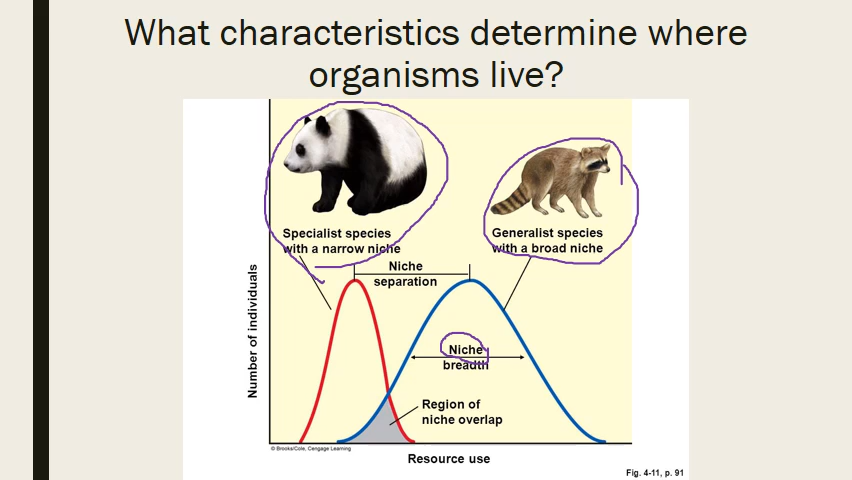 What characteristics determine where
organisms live?
Specialist species
with a narrow niche
Generalist species
with a broad niche
Niche
separation
Number of individuals
Niche
breadth
Region of
niche overlap
© Brooks/Cole, Cengage Learning
Resource use
Fig. 4-11, p. 91